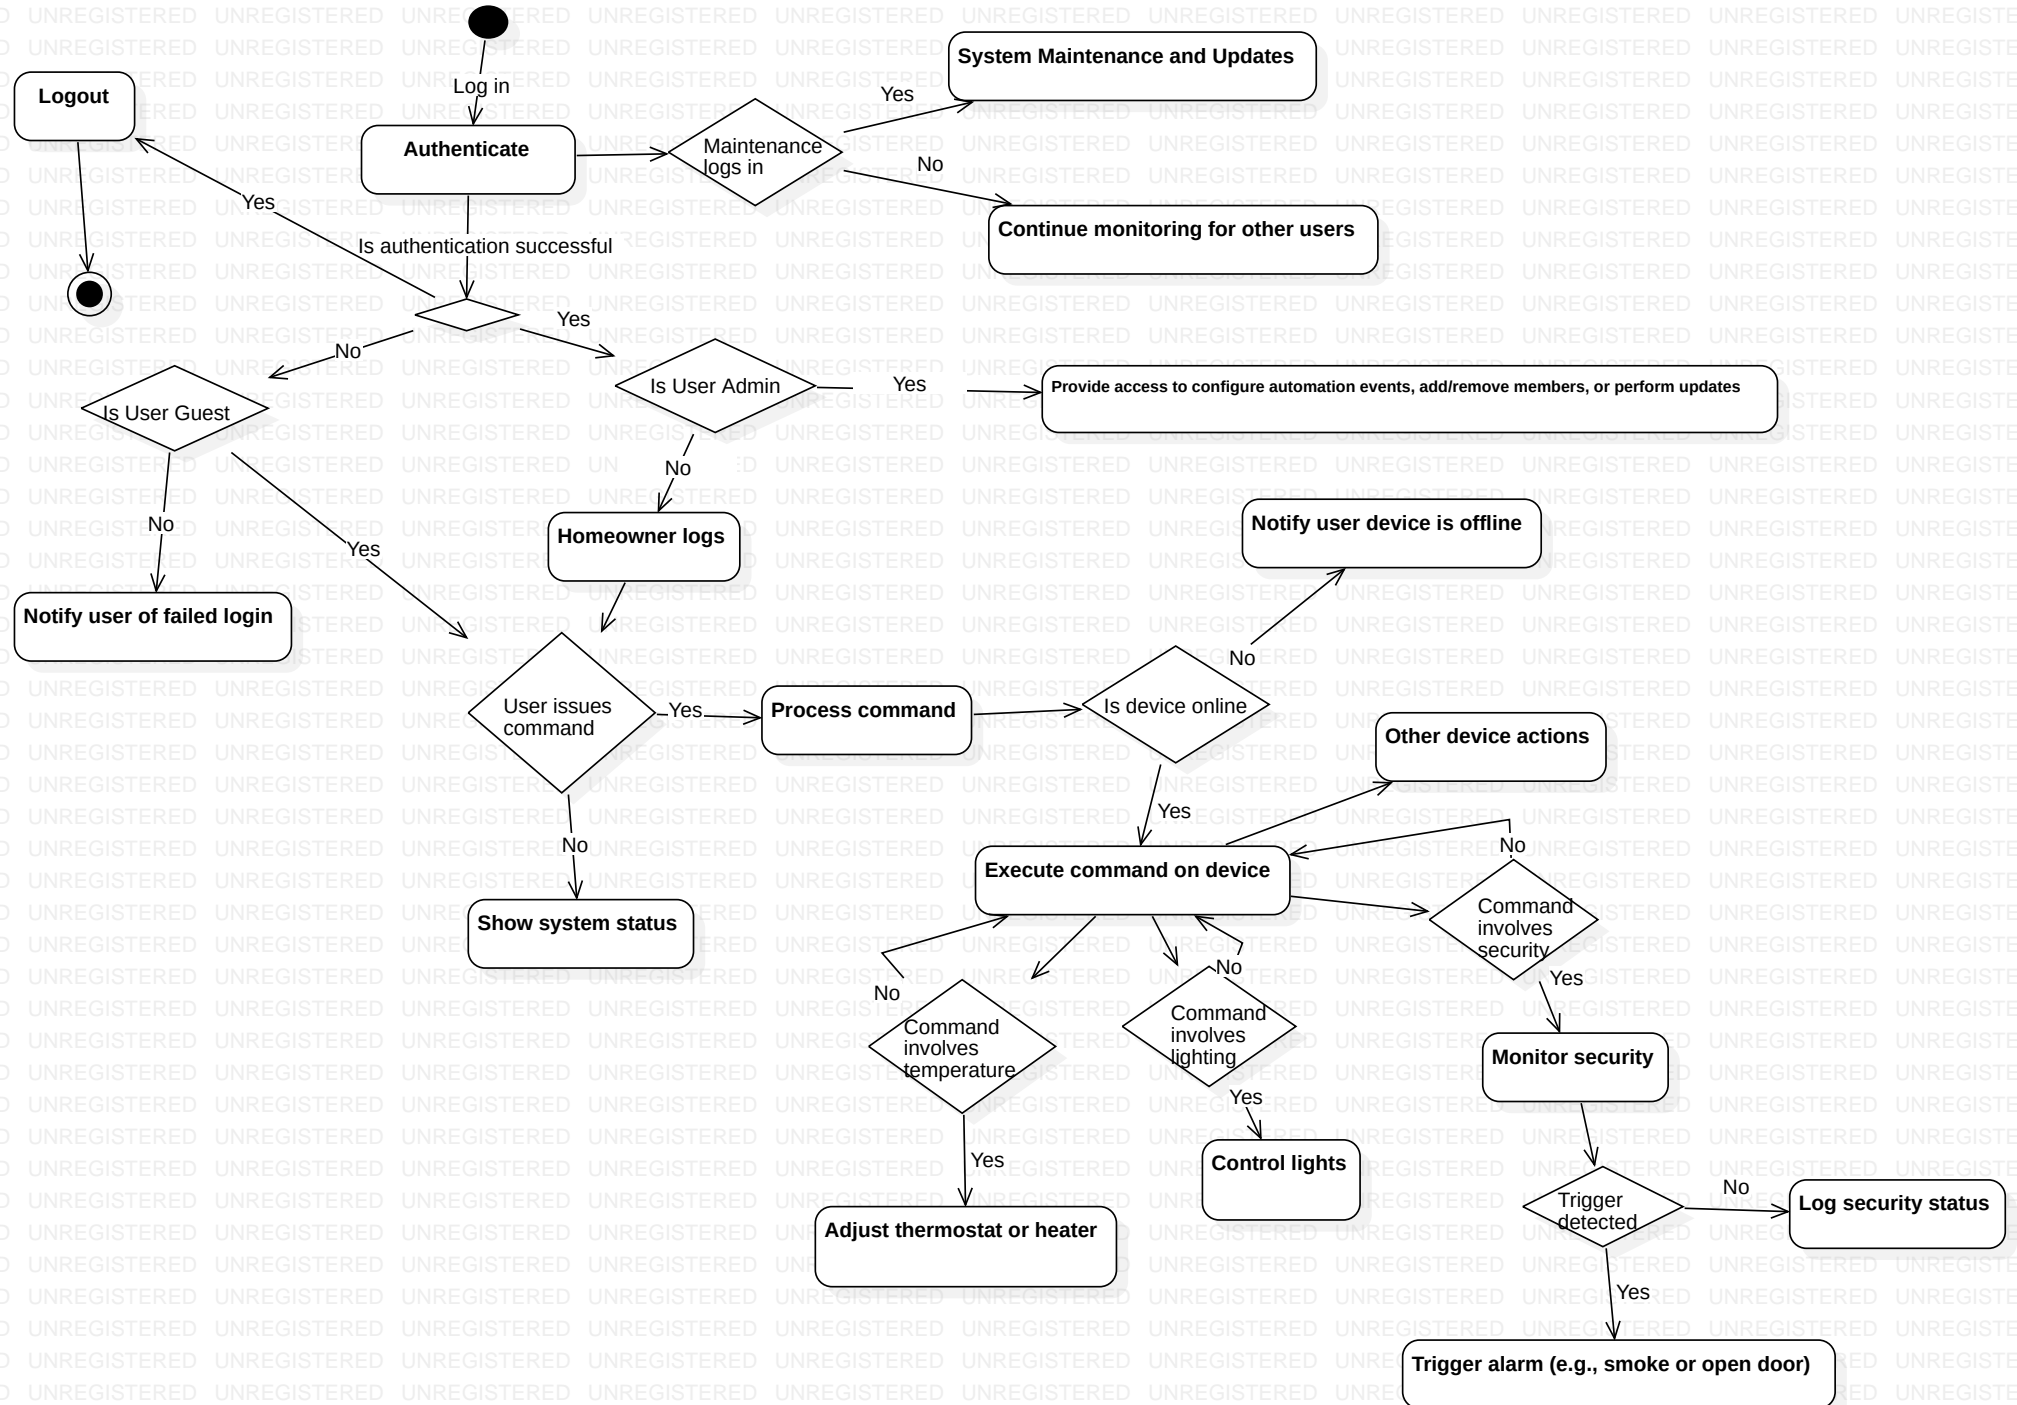 System Maintenance and Updates
Log in
Yes
Logout
Authenticate
Maintenance
logs in
No
Yes
Continue monitoring for other users
Is authentication successful
Yes
No
Is User Admin
Yes
Provide access to configure automation events, add/remove members, or perform updates
Is User Guest
No
No
Yes
Homeowner logs
Notify user device is offline
Notify user of failed login
No
User issues
command
Yes
Process command
Is device online
Other device actions
Yes
No
No
Execute command on device
Command
involves
security
Show system status
No
No
Yes
Command
involves
temperature
Command
involves
lighting
Monitor security
Yes
Yes
Control lights
Trigger
detected
No
Log security status
Adjust thermostat or heater
Yes
Trigger alarm (e.g., smoke or open door)
UNREGISTERED